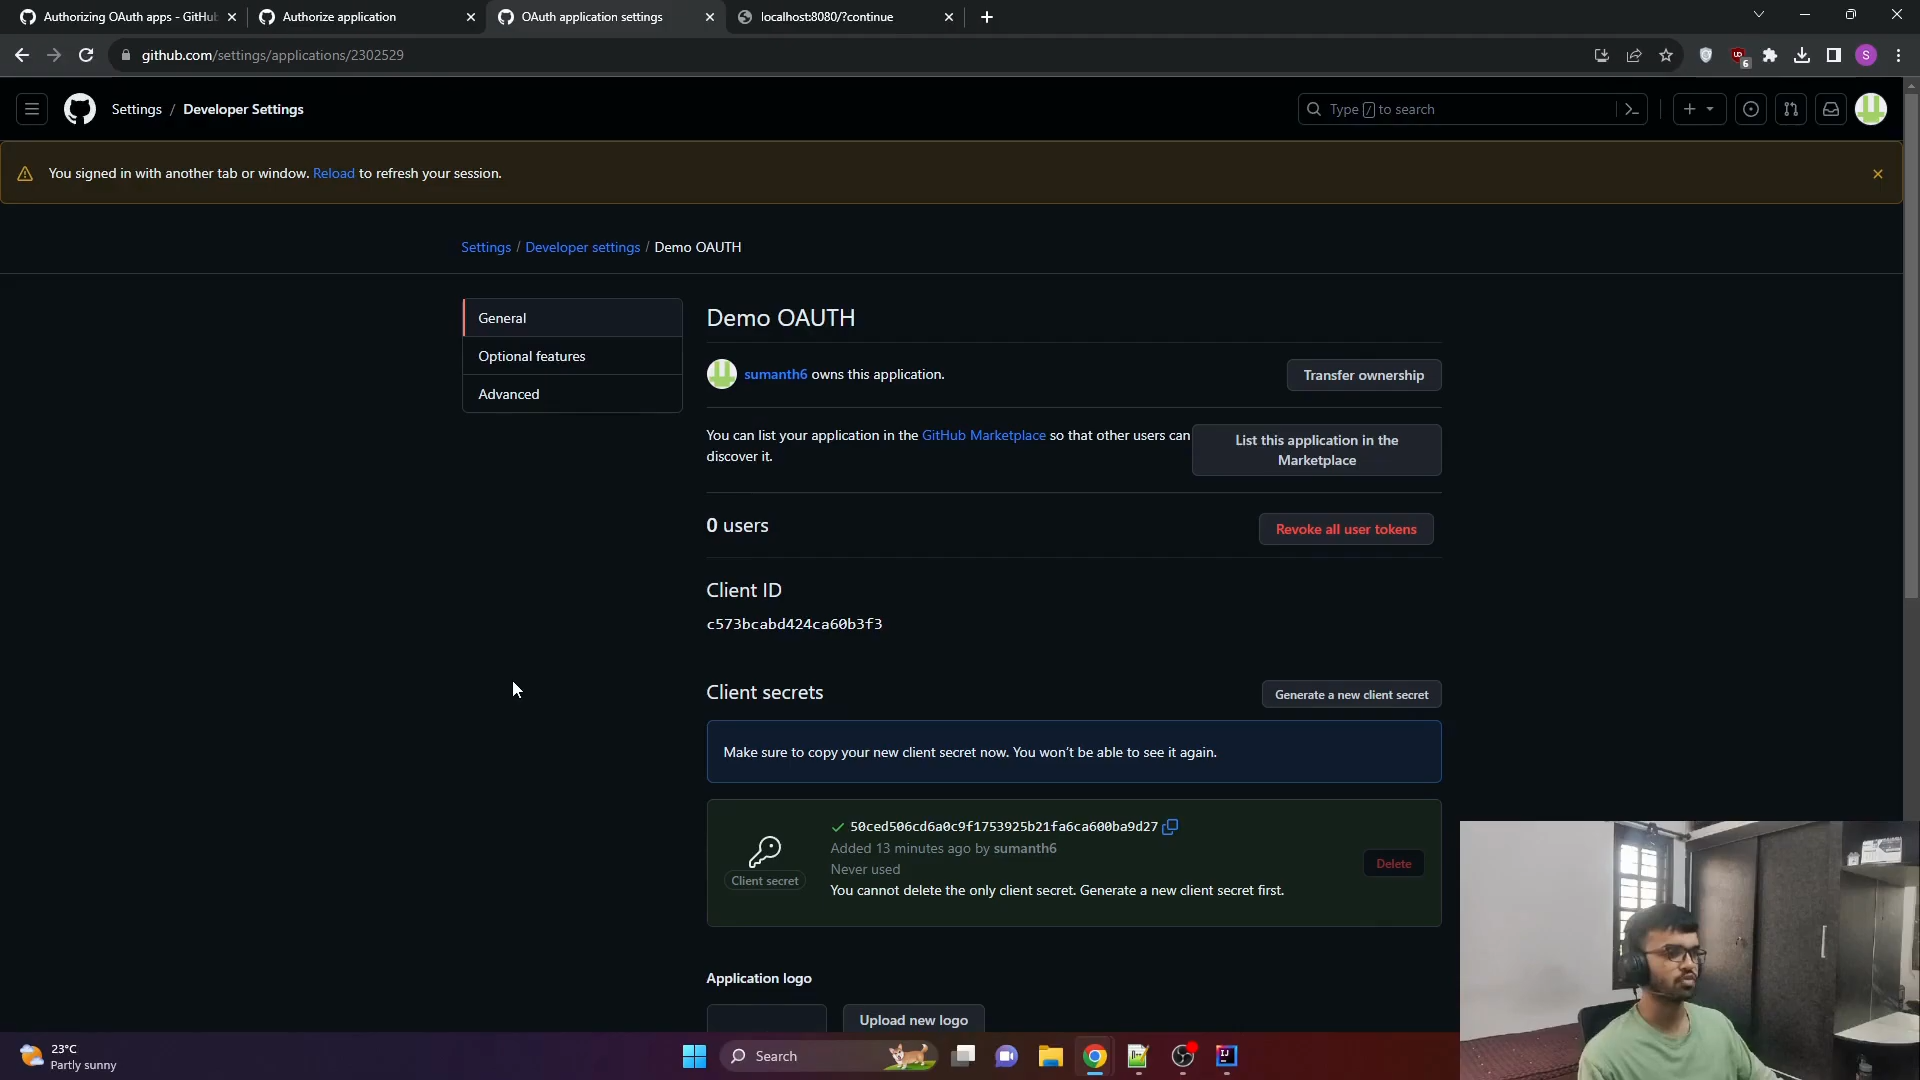 Authorizing OAuth apps - GitHub
Authorize application
OAuth application settings
localhost:8080/?continue
github.com/settings/applications/2302529
6
S
Settings / Developer Settings
Type / to search
You signed in with another tab or window. Reload to refresh your session.
Settings / Developer settings / Demo OAUTH
General
Optional features
Advanced
Demo OAUTH
sumanth6 owns this application.
Transfer ownership
You can list your application in the GitHub Marketplace so that other users can
discover it.
List this application in the
Marketplace
0 users
Revoke all user tokens
Client ID
c573bcabd424ca60b3f3
Client secrets
Generate a new client secret
Make sure to copy your new client secret now. You won't be able to see it again.
50ced506cd6a0c9f1753925b21fa6ca600ba9d27
Added 13 minutes ago by sumanth6
Never used
You cannot delete the only client secret. Generate a new client secret first.
Client secret
Delete
Application logo
Upload new logo
23°C
Partly sunny
Search